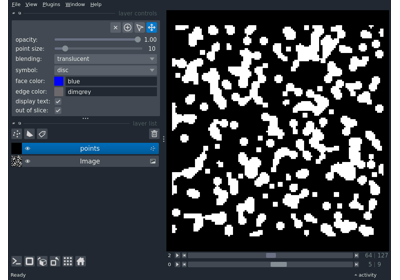 File View Plugins Window Help
layer controls
opacity: 1.00
point size: 10
blending: translucent
symbol: disc
face color: blue
edge color: dimgrey
display text:
out of slice:
layer list
points
Image
2 64 127
0 5 9
Ready activity